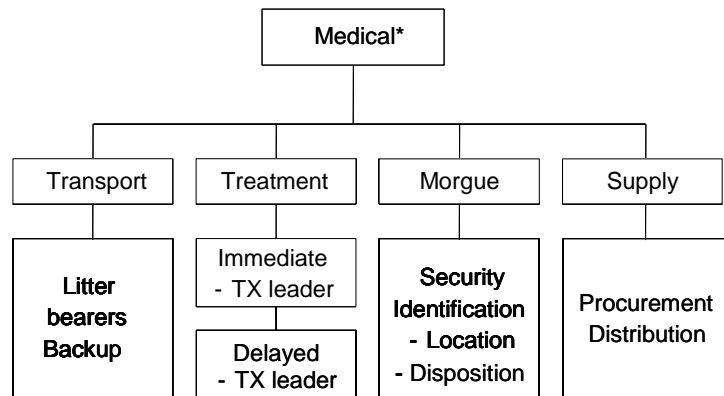 Medical*
Transport
Treatment
Morgue
Supply
Litter
bearers
Backup
Immediate
- TX leader
Delayed
- TX leader
Security
Identification
- Location
- Disposition
Procurement
Distribution